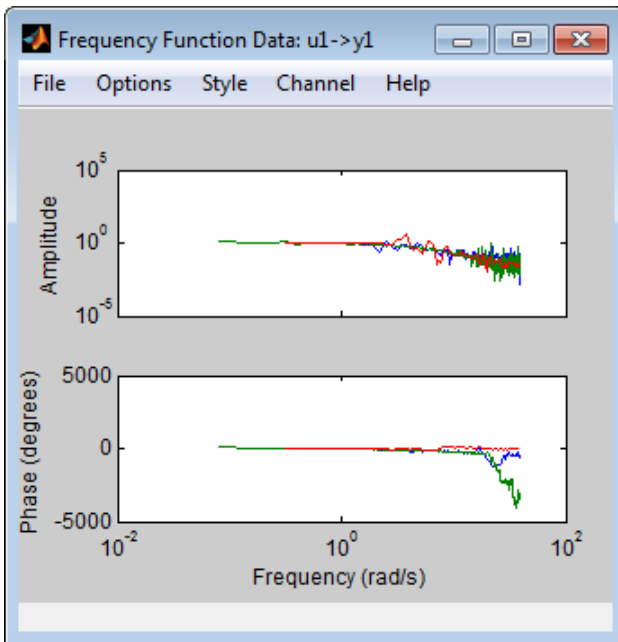 Frequency Function Data: u1->y1
File Options Style Channel Help
10^5
10^0
10^-5
Amplitude
5000
0
-5000
Phase (degrees)
10^-2 10^0 10^2
Frequency (rad/s)